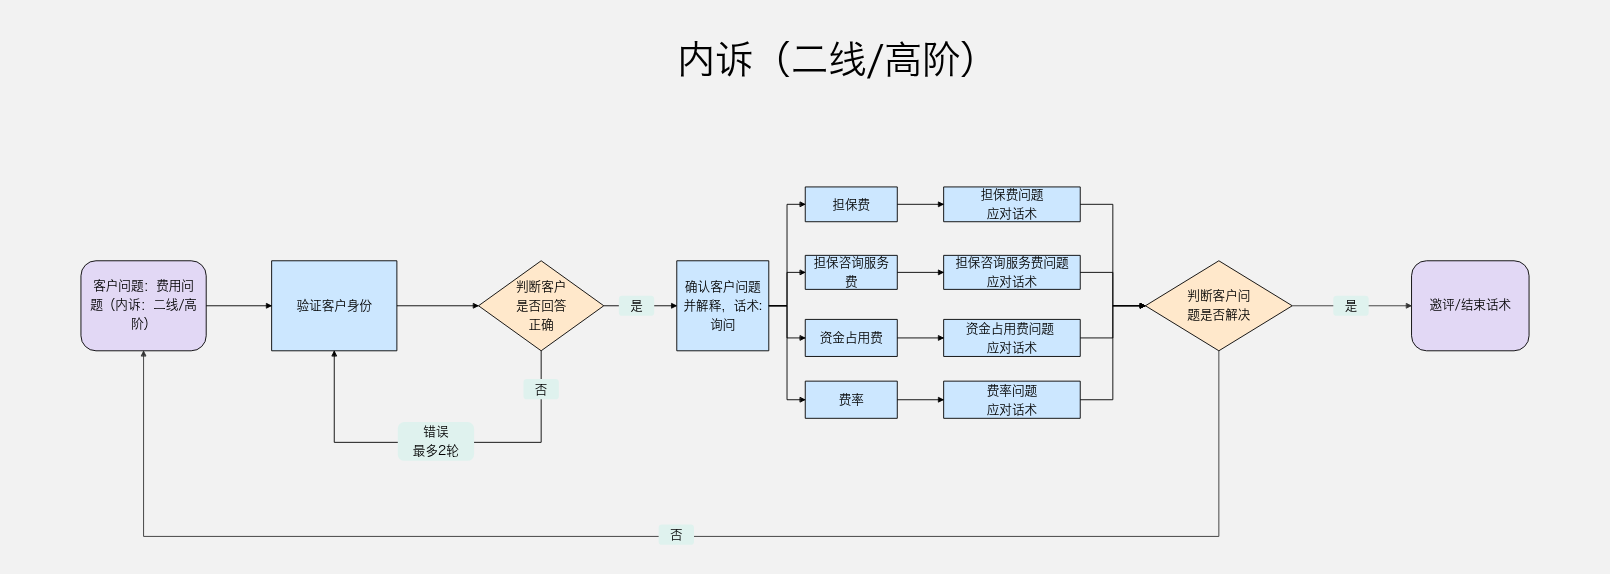 内诉（二线/高阶）
客户问题：费用问
题（内诉：二线/高
阶）
验证客户身份
判断客户
是否回答
正确
是
否
错误
最多2轮
确认客户问题
并解释，话术:
询问
担保费
担保费问题
应对话术
担保咨询服务
费
担保咨询服务费问题
应对话术
资金占用费
资金占用费问题
应对话术
费率
费率问题
应对话术
判断客户问
题是否解决
是
邀评/结束话术
否